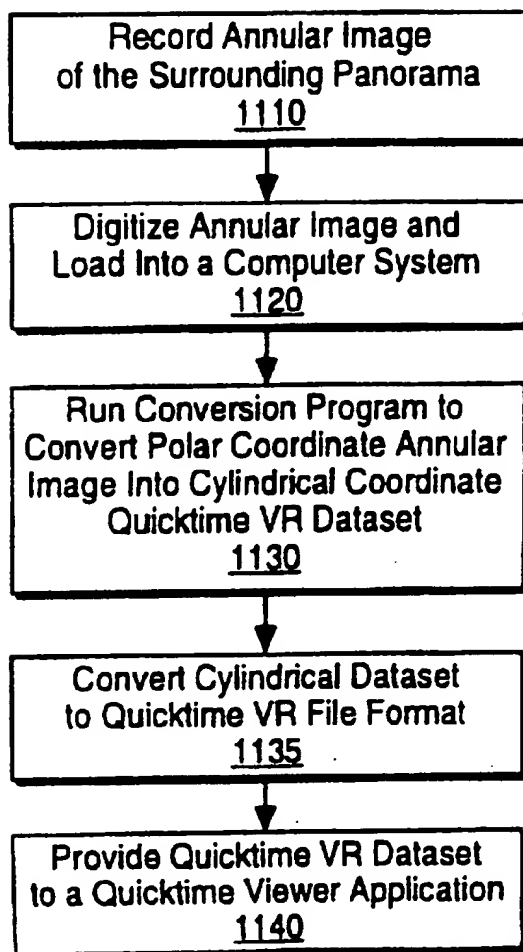 Record Annular Image
of the Surrounding Panorama
1110
Digitize Annular Image and
Load Into a Computer System
1120
Run Conversion Program to
Convert Polar Coordinate Annular
Image Into Cylindrical Coordinate
Quicktime VR Dataset
1130
Convert Cylindrical Dataset
to Quicktime VR File Format
1135
Provide Quicktime VR Dataset
to a Quicktime Viewer Application
1140